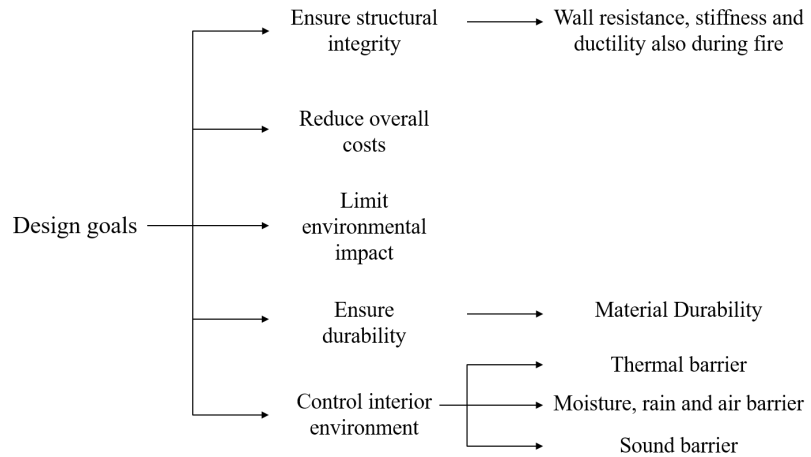 Ensure structural
integrity
Wall resistance, stiffness and
ductility also during fire
Reduce overall
costs
Design goals
Limit
environmental
impact
Ensure
durability
Material Durability
Control interior
environment
Thermal barrier
Moisture, rain and air barrier
Sound barrier